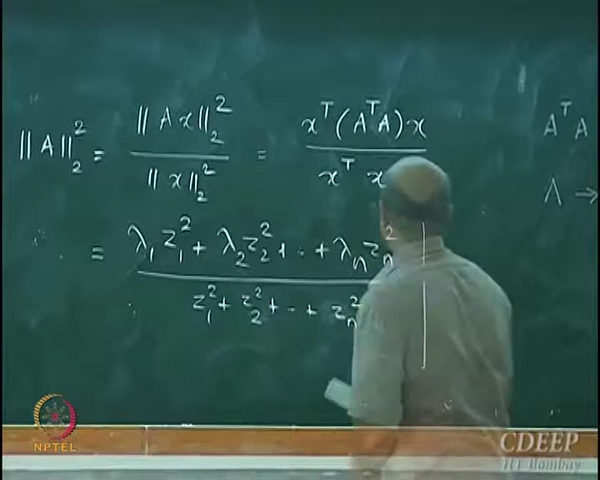 ‖A‖₂² = ‖Ax‖₂² / ‖x‖₂² = xᵀ(AᵀA)x / xᵀx
= λ₁z₁² + λ₂z₂² + ·· + λₙzₙ² / z₁² + z₂² + ·· + zₙ²
AᵀA
Λ →
NPTEL
CDEEP
IIT Bombay